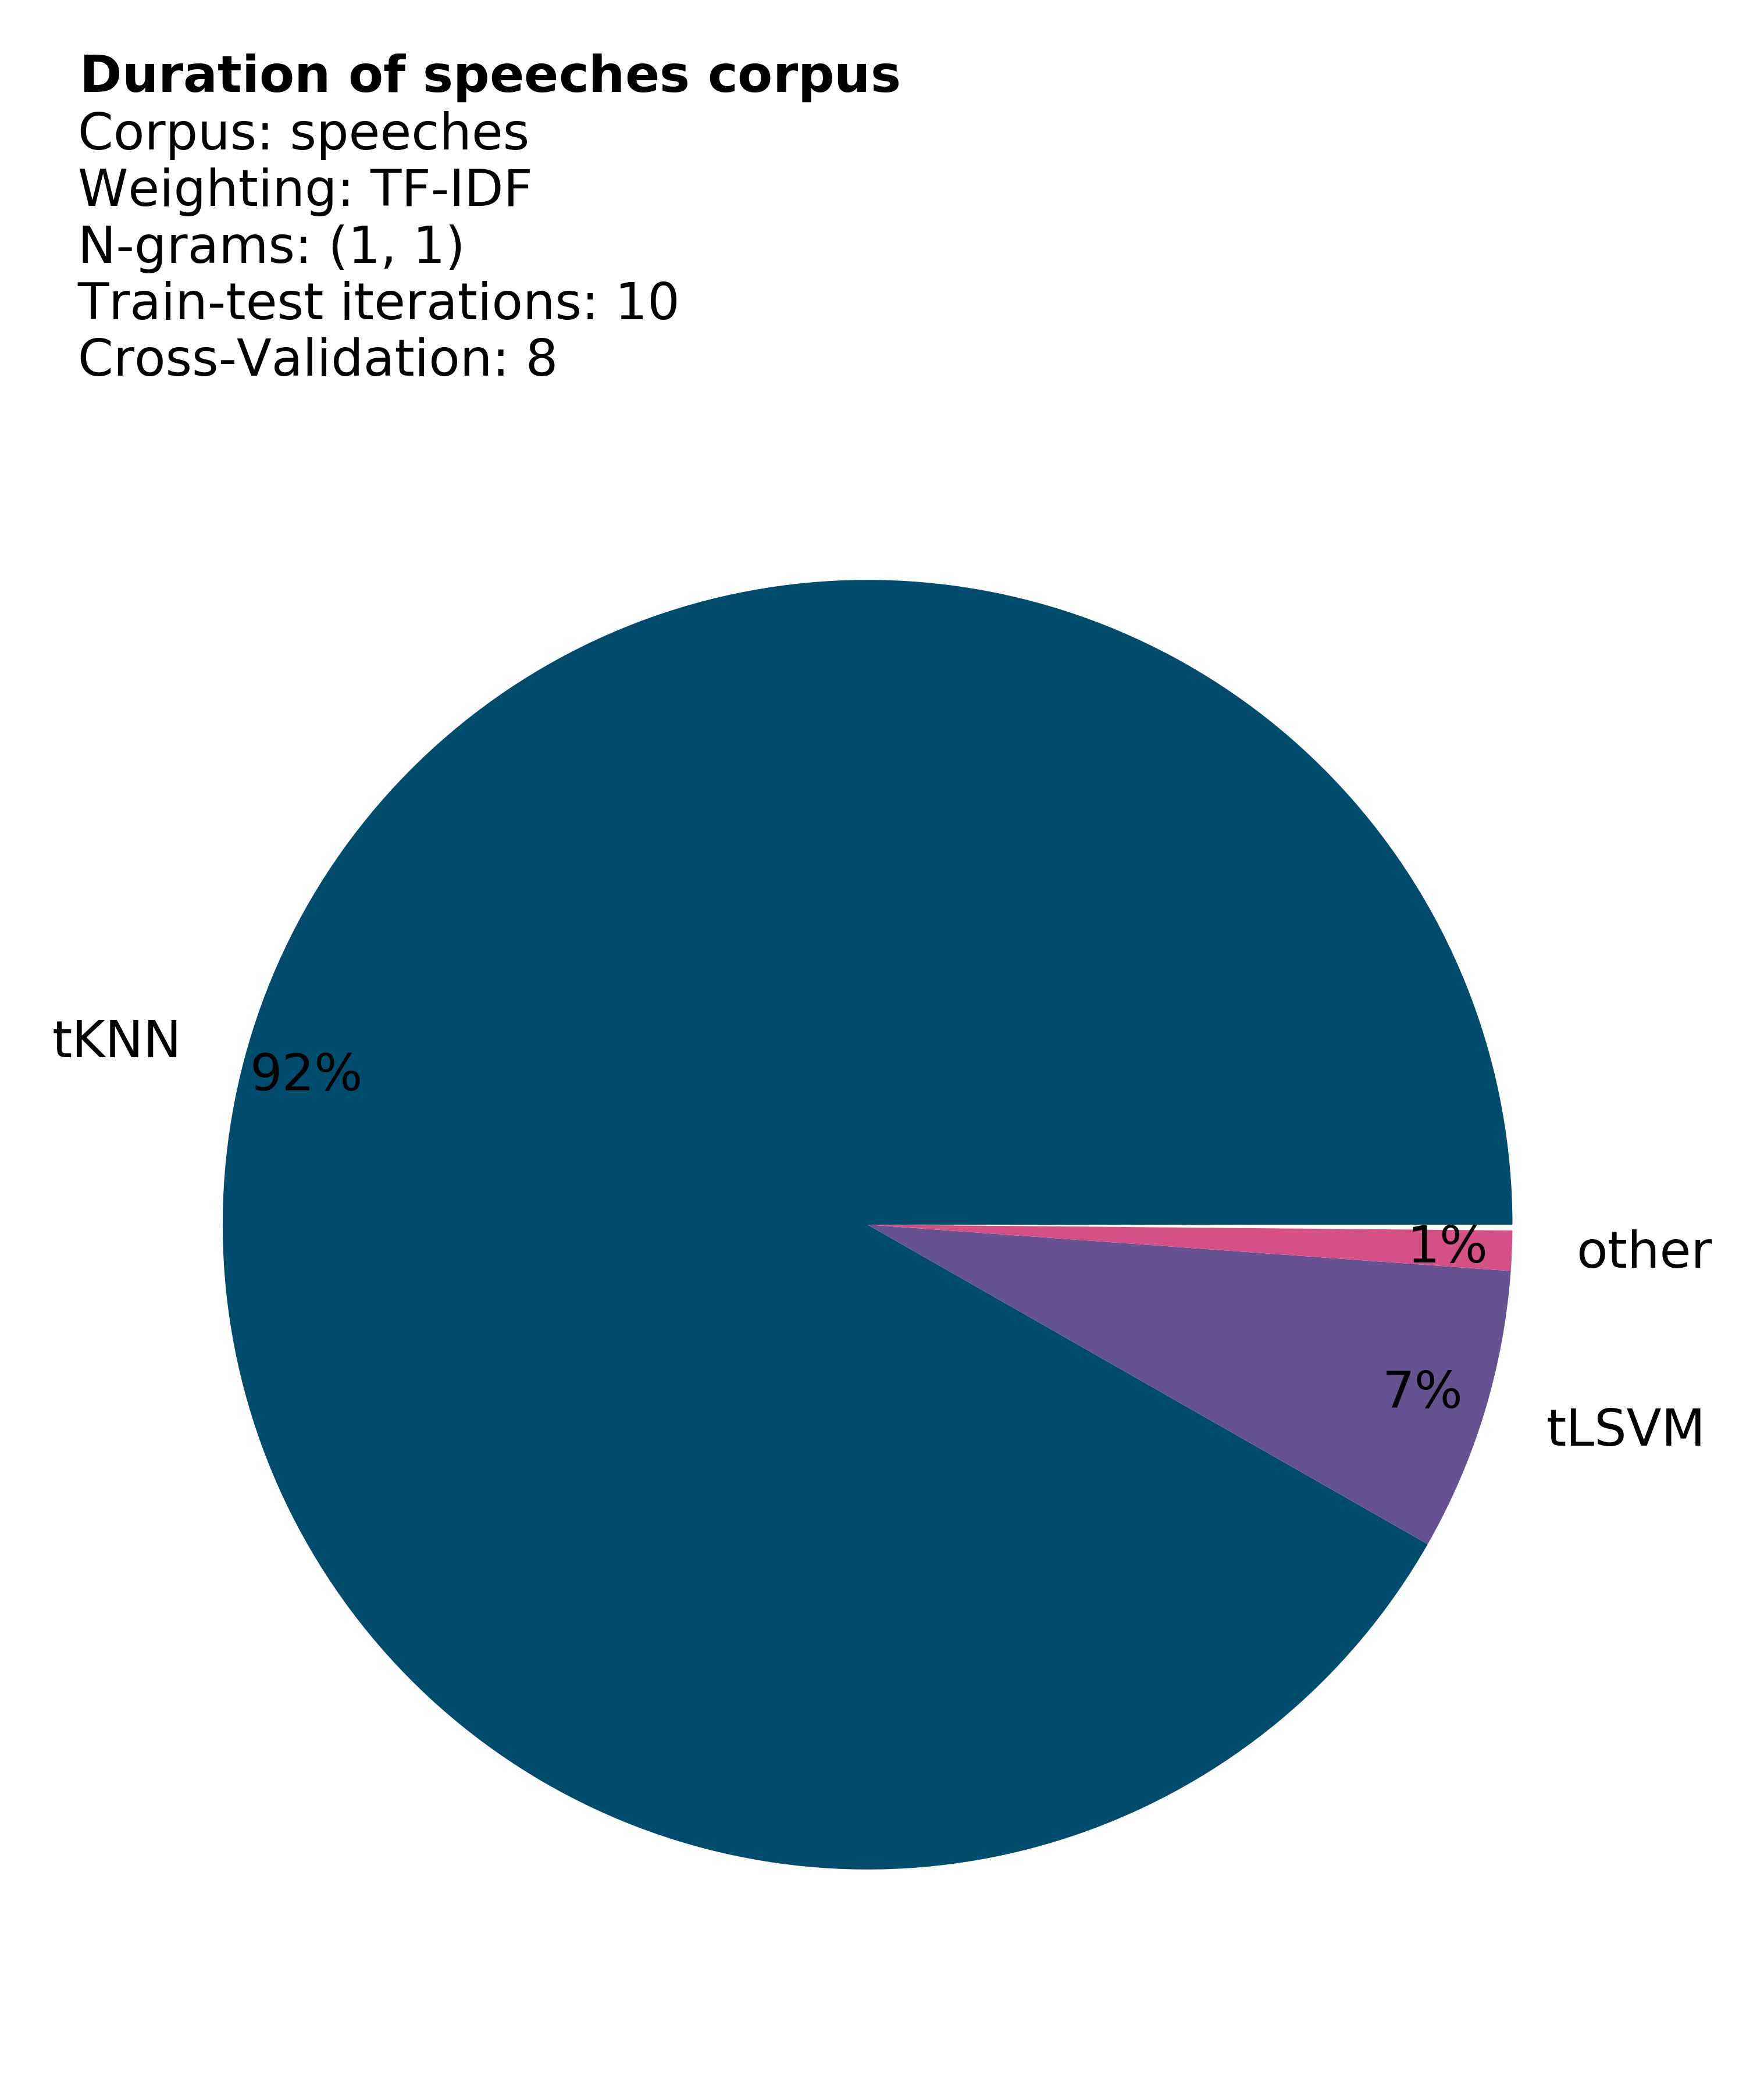 Duration of speeches corpus
Corpus: speeches
Weighting: TF-IDF
N-grams: (1, 1)
Train-test iterations: 10
Cross-Validation: 8
tKNN
92%
1%
other
7%
tLSVM